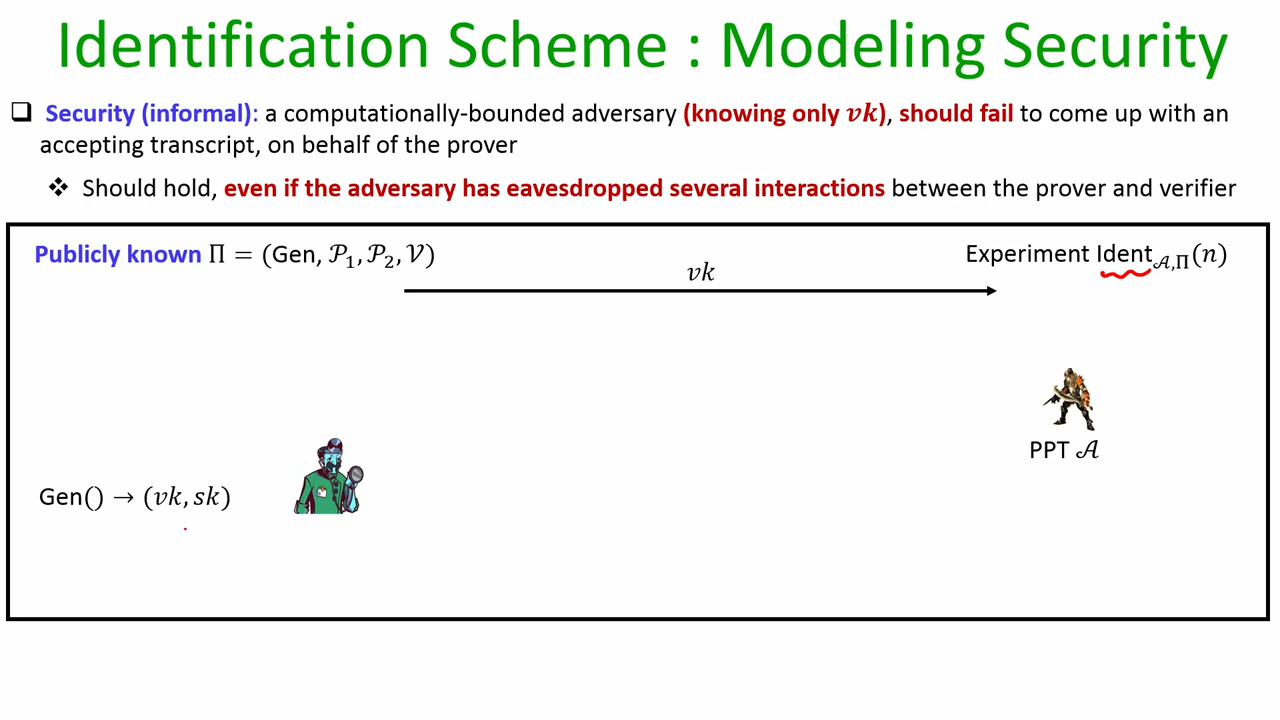 Identification Scheme : Modeling Security
❑ Security (informal): a computationally-bounded adversary (knowing only 𝑣𝑘), should fail to come up with an
accepting transcript, on behalf of the prover
❖ Should hold, even if the adversary has eavesdropped several interactions between the prover and verifier
Publicly known Π = (Gen, 𝒫₁, 𝒫₂, 𝒱)
Experiment Ident𝒜,Π(𝑛)
𝑣𝑘
PPT 𝒜
Gen() → (𝑣𝑘, 𝑠𝑘)